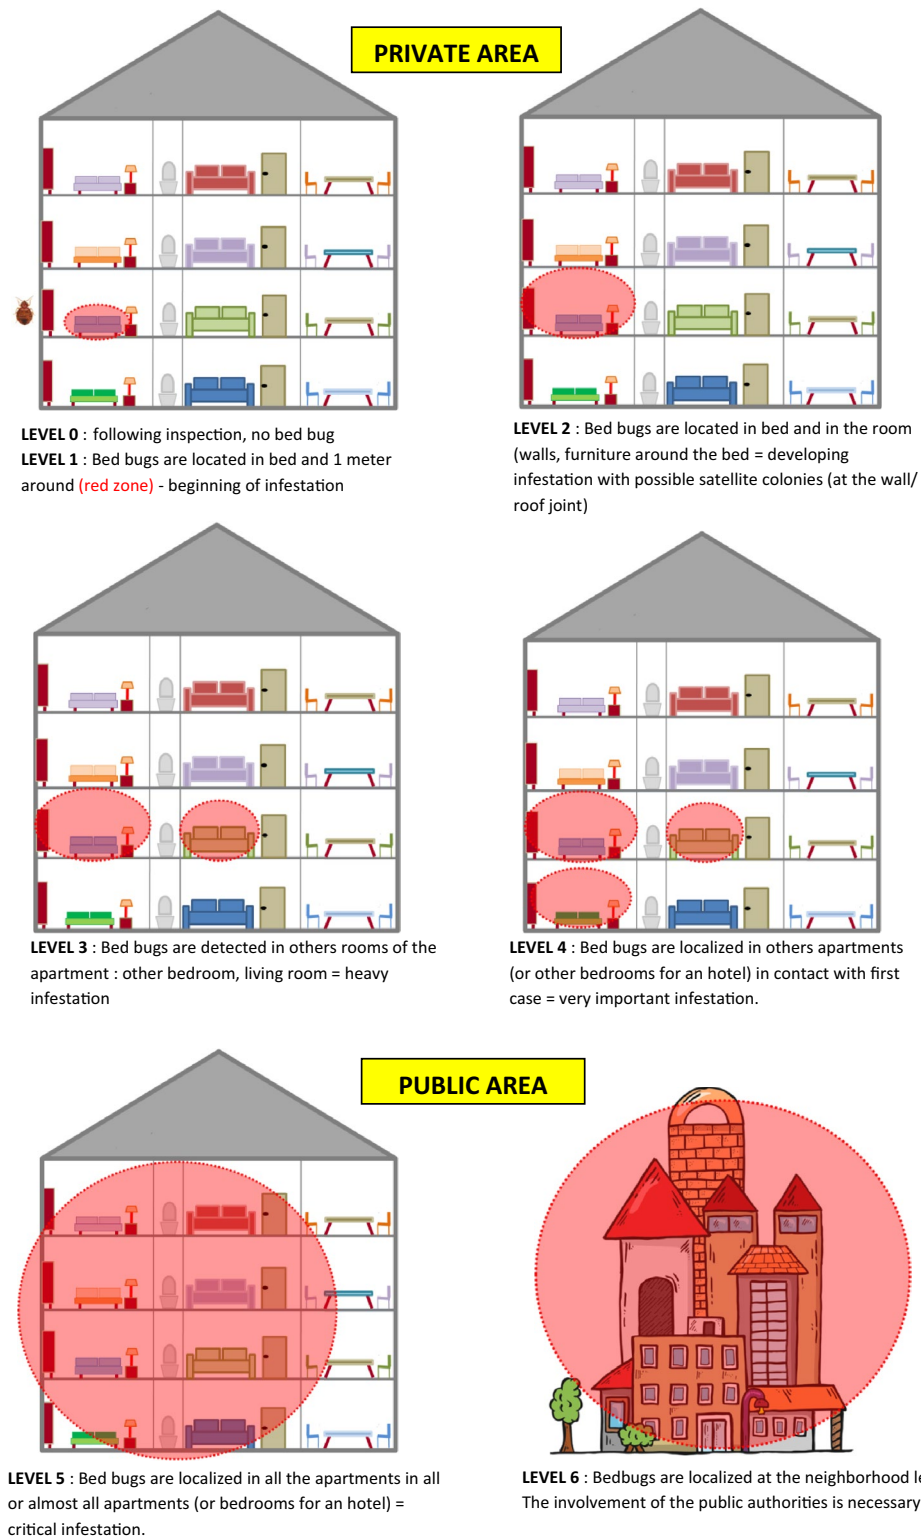 PRIVATE AREA
LEVEL 0 : following inspection, no bed bug
LEVEL 1 : Bed bugs are located in bed and 1 meter
around (red zone) - beginning of infestation
LEVEL 2 : Bed bugs are located in bed and in the room
(walls, furniture around the bed = developing
infestation with possible satellite colonies (at the wall/
roof joint)
LEVEL 3 : Bed bugs are detected in others rooms of the
apartment : other bedroom, living room = heavy
infestation
LEVEL 4 : Bed bugs are localized in others apartments
(or other bedrooms for an hotel) in contact with first
case = very important infestation.
PUBLIC AREA
LEVEL 5 : Bed bugs are localized in all the apartments in all
or almost all apartments (or bedrooms for an hotel) =
critical infestation.
LEVEL 6 : Bedbugs are localized at the neighborhood
The involvement of the public authorities is necessary